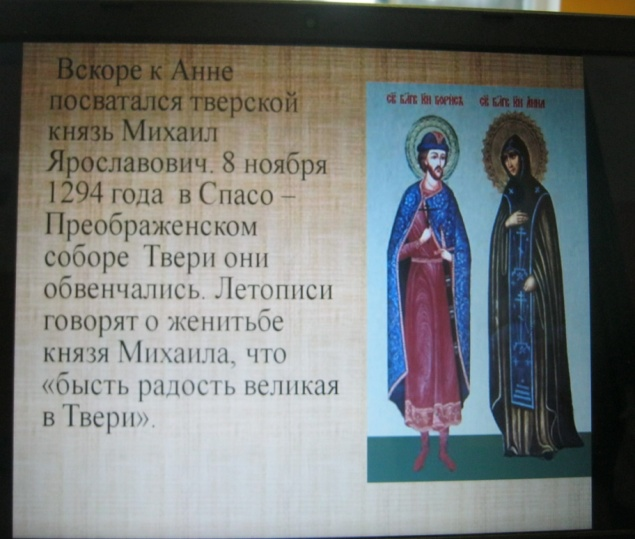 Вскоре к Анне
посватался тверской
князь Михаил
Ярославович. 8 ноября
1294 года в Спасо –
Преображенском
соборе Твери они
обвенчались. Летописи
говорят о женитьбе
князя Михаила, что
«бысть радость великая
в Твери».
СВ БЛГВ КН БОРИСЪ
СВ БЛГВ КН АННА